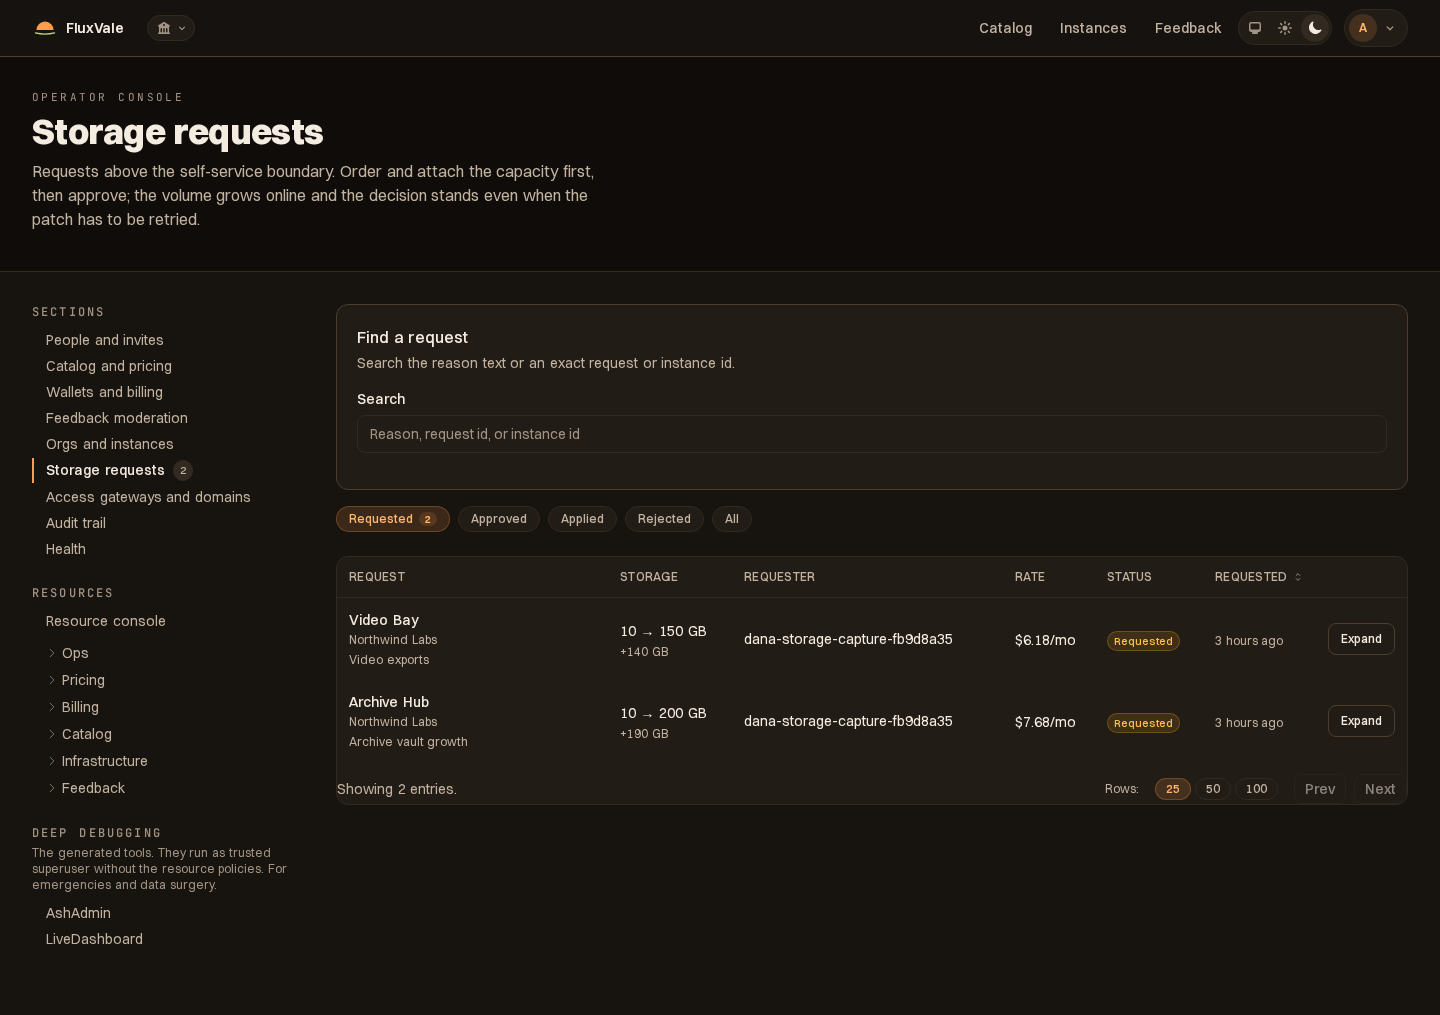 FluxVale
Catalog
Instances
Feedback
A
OPERATOR CONSOLE
Storage requests
Requests above the self-service boundary. Order and attach the capacity first,
then approve; the volume grows online and the decision stands even when the
patch has to be retried.
SECTIONS
People and invites
Catalog and pricing
Wallets and billing
Feedback moderation
Orgs and instances
Storage requests 2
Access gateways and domains
Audit trail
Health
RESOURCES
Resource console
Ops
Pricing
Billing
Catalog
Infrastructure
Feedback
DEEP DEBUGGING
The generated tools. They run as trusted
superuser without the resource policies. For
emergencies and data surgery.
AshAdmin
LiveDashboard
Find a request
Search the reason text or an exact request or instance id.
Search
Reason, request id, or instance id
Requested 2 Approved Applied Rejected All
REQUEST STORAGE REQUESTER RATE STATUS REQUESTED
Video Bay
Northwind Labs
Video exports
10 → 150 GB
+140 GB
dana-storage-capture-fb9d8a35
$6.18/mo
Requested
3 hours ago
Expand
Archive Hub
Northwind Labs
Archive vault growth
10 → 200 GB
+190 GB
dana-storage-capture-fb9d8a35
$7.68/mo
Requested
3 hours ago
Expand
Showing 2 entries.
Rows: 25 50 100 Prev Next